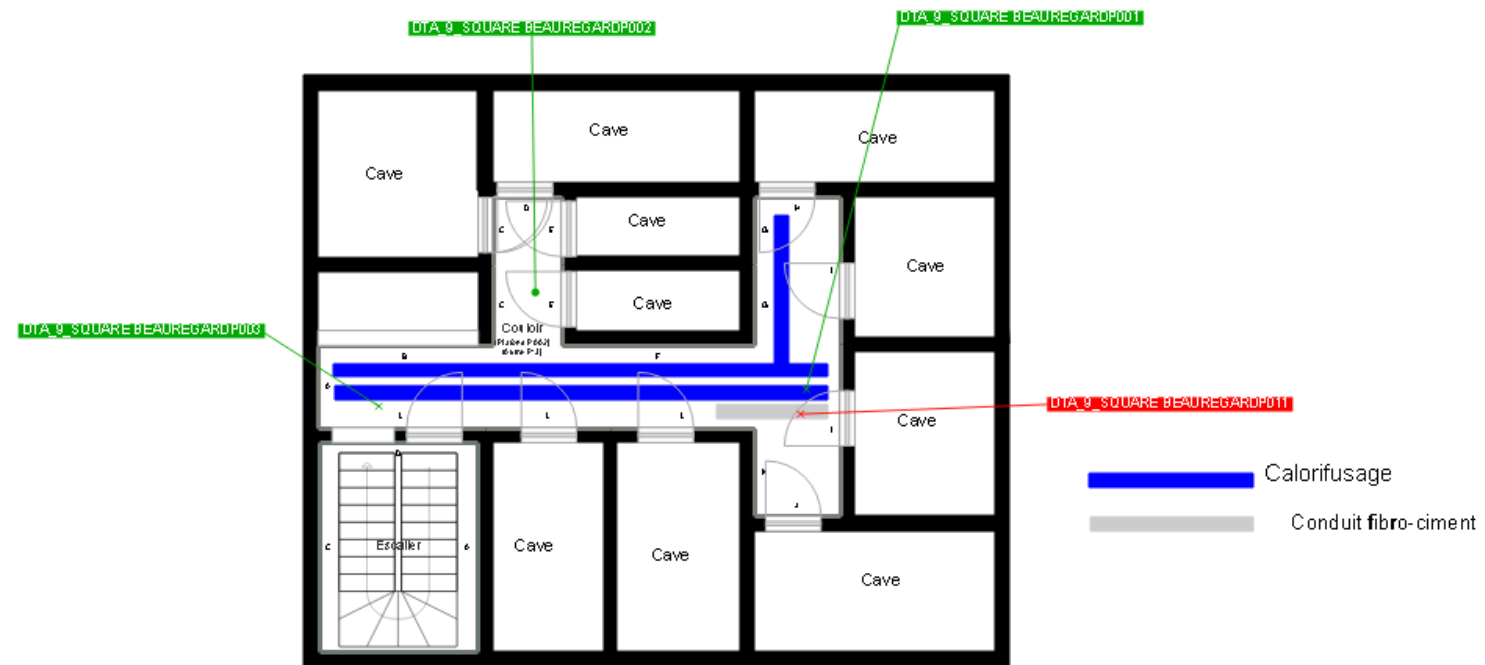 DTA_9_SQUARE BEAUREGARDP001
DTA_9_SQUARE BEAUREGARDP002
Cave
Cave
Cave
Cave
Cave
Cave
DTA_9_SQUARE BEAUREGARDP003
Couloir
DTA_9_SQUARE BEAUREGARDP011
Cave
Calorifusage
Conduit fibro-ciment
Escalier
Cave
Cave
Cave